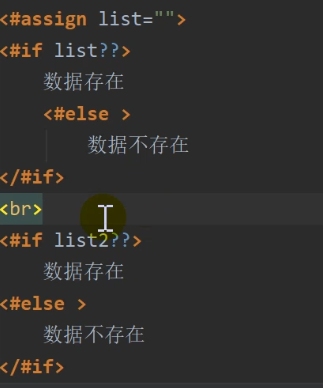 <#assign list="">
<#if list??>
数据存在
<#else >
数据不存在
</#if>
<br>
<#if list2??>
数据存在
<#else >
数据不存在
</#if>